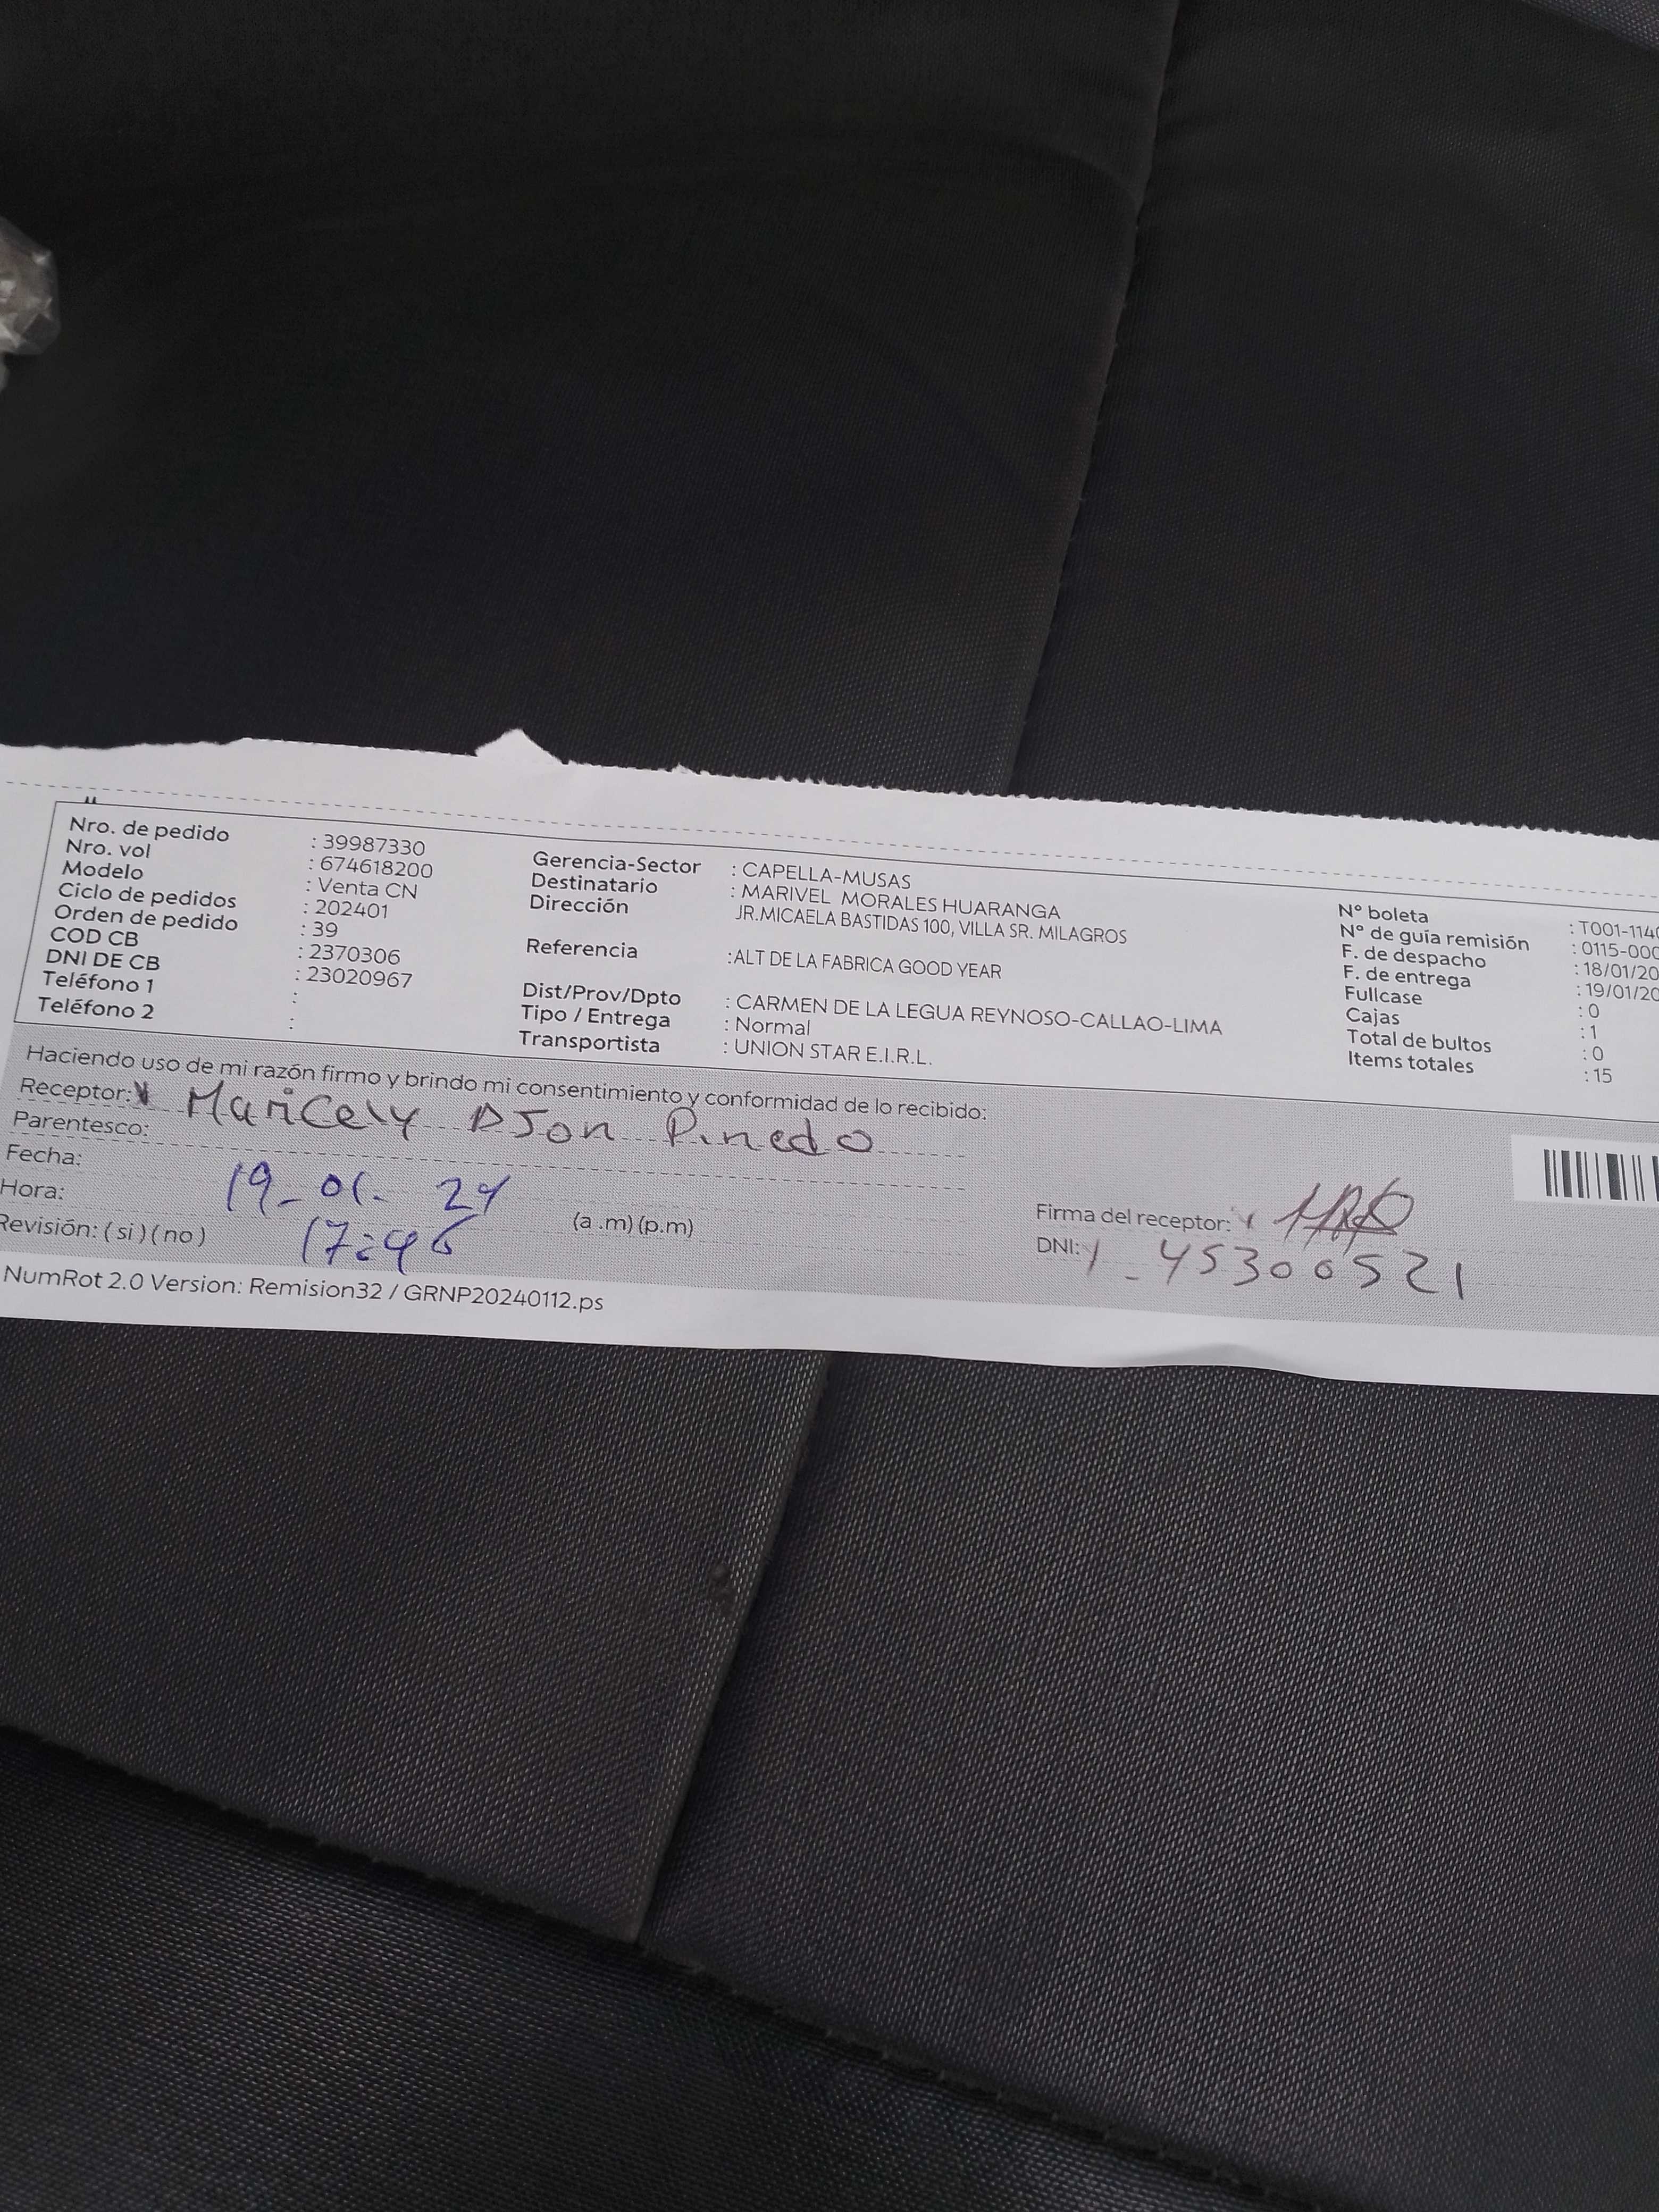 Nro. de pedido : 39987330
Nro. vol : 674618200
Modelo : Venta CN
Ciclo de pedidos : 202401
Orden de pedido : 39
COD CB : 2370306
DNI DE CB : 23020967
Teléfono 1 :
Teléfono 2 :
Gerencia-Sector : CAPELLA-MUSAS
Destinatario : MARIVEL MORALES HUARANGA
Dirección JR.MICAELA BASTIDAS 100, VILLA SR. MILAGROS
Referencia :ALT DE LA FABRICA GOOD YEAR
Dist/Prov/Dpto : CARMEN DE LA LEGUA REYNOSO-CALLAO-LIMA
Tipo / Entrega : Normal
Transportista : UNION STAR E.I.R.L.
N° boleta : T001-114
N° de guía remisión : 0115-000
F. de despacho : 18/01/20
F. de entrega : 19/01/20
Fullcase : 0
Cajas : 1
Total de bultos : 0
Items totales : 15
Haciendo uso de mi razón firmo y brindo mi consentimiento y conformidad de lo recibido:
Receptor: Maricely Pinedo
Parentesco:
Fecha: 19-01-24
Hora: 17:46 (a .m) (p.m)
Revisión: ( si ) ( no )
Firma del receptor:
DNI: 45300521
NumRot 2.0 Version: Remision32 / GRNP20240112.ps